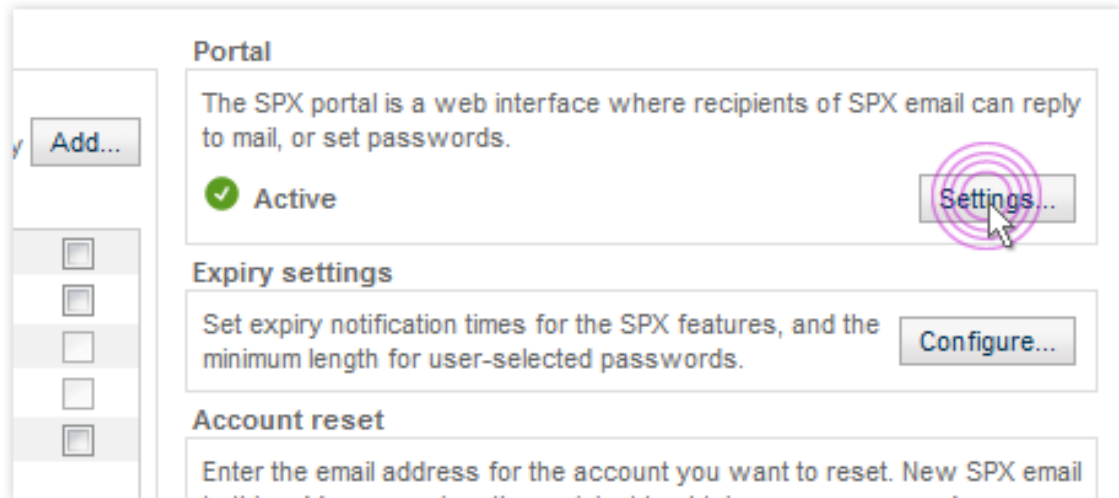 Portal
The SPX portal is a web interface where recipients of SPX email can reply
to mail, or set passwords.
Add...
Active
Settings...
Expiry settings
Set expiry notification times for the SPX features, and the
minimum length for user-selected passwords.
Configure...
Account reset
Enter the email address for the account you want to reset. New SPX email